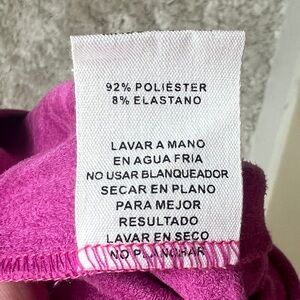 92% POLIÉSTER
8% ELASTANO
LAVAR A MANO
EN AGUA FRIA
NO USAR BLANQUEADOR
SECAR EN PLANO
PARA MEJOR
RESULTADO
LAVAR EN SECO
NO PLANCHAR